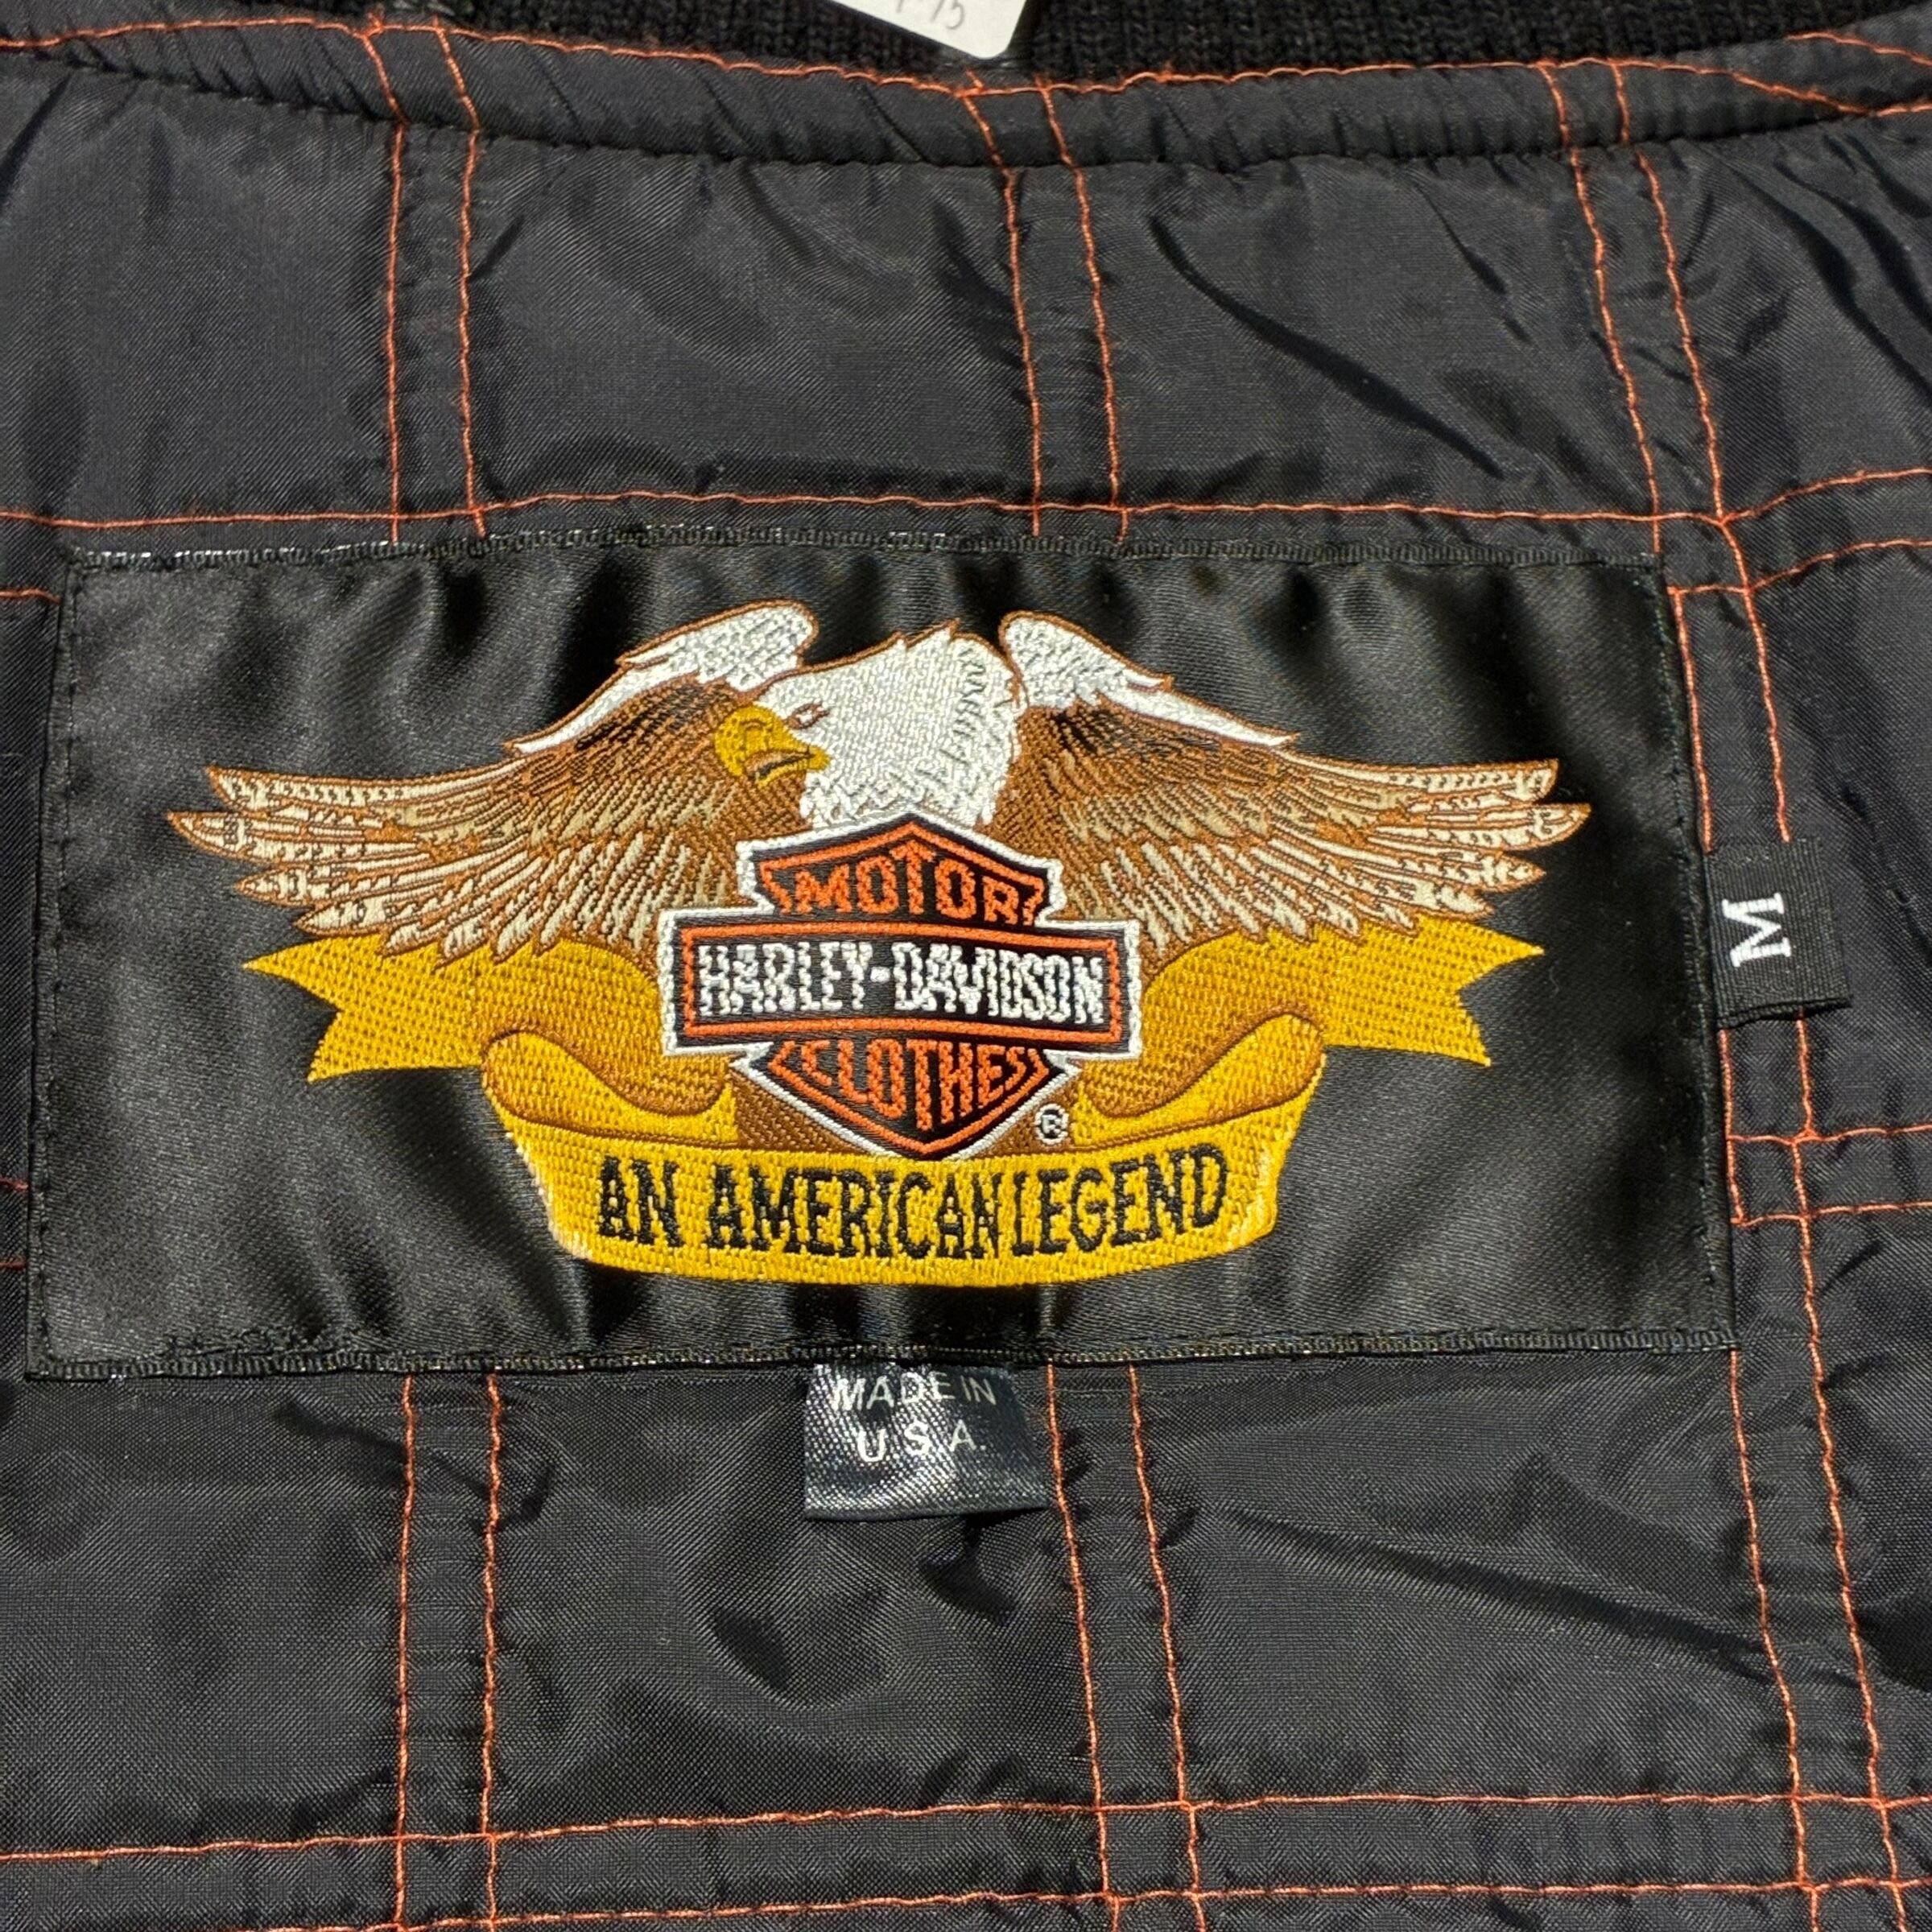 MOTOR
HARLEY-DAVIDSON
CLOTHES
®
AN AMERICAN LEGEND
M
MADE IN
U.S.A.